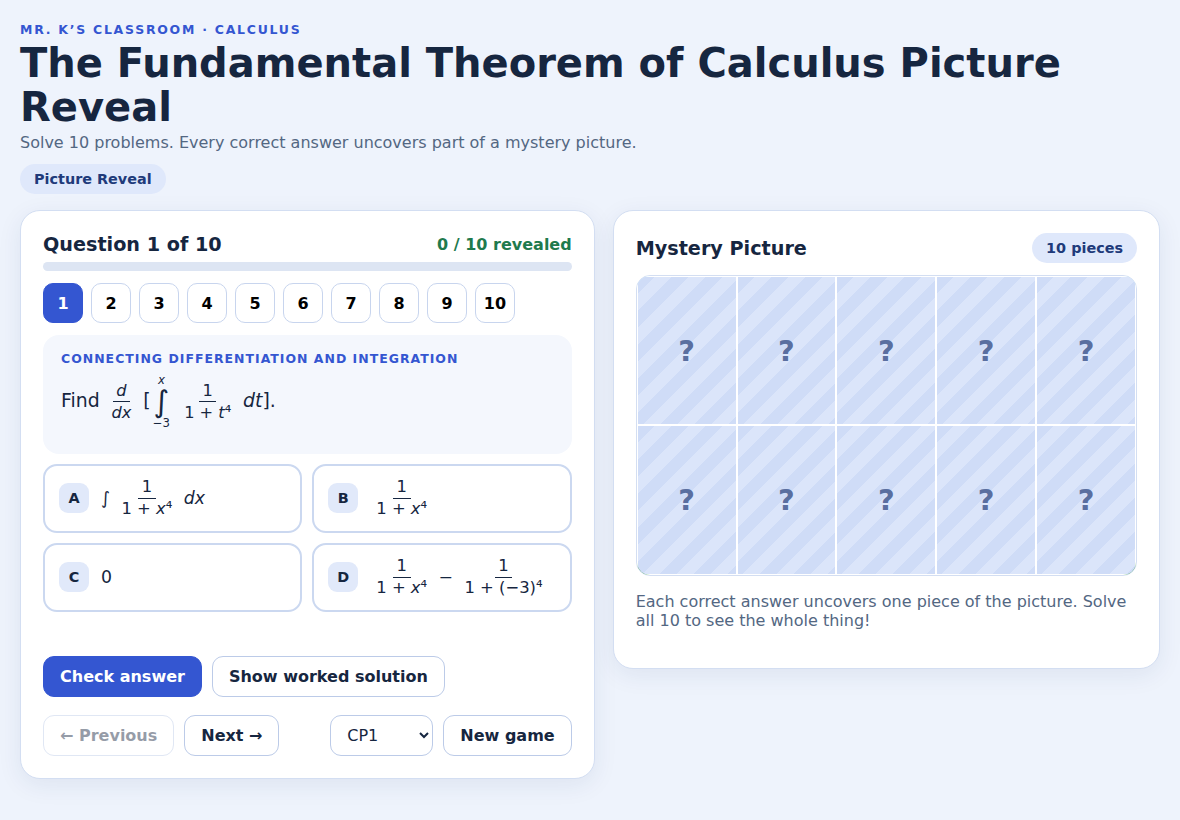 MR. K’S CLASSROOM · CALCULUS
The Fundamental Theorem of Calculus Picture
Reveal
Solve 10 problems. Every correct answer uncovers part of a mystery picture.
Picture Reveal
Question 1 of 10
0 / 10 revealed
1 2 3 4 5 6 7 8 9 10
CONNECTING DIFFERENTIATION AND INTEGRATION
Find d/dx [∫_{−3}^{x} 1/(1 + t⁴) dt].
A ∫ 1/(1 + x⁴) dx
B 1/(1 + x⁴)
C 0
D 1/(1 + x⁴) − 1/(1 + (−3)⁴)
Check answer
Show worked solution
← Previous
Next →
CP1
New game
Mystery Picture
10 pieces
? ? ? ? ?
? ? ? ? ?
Each correct answer uncovers one piece of the picture. Solve
all 10 to see the whole thing!